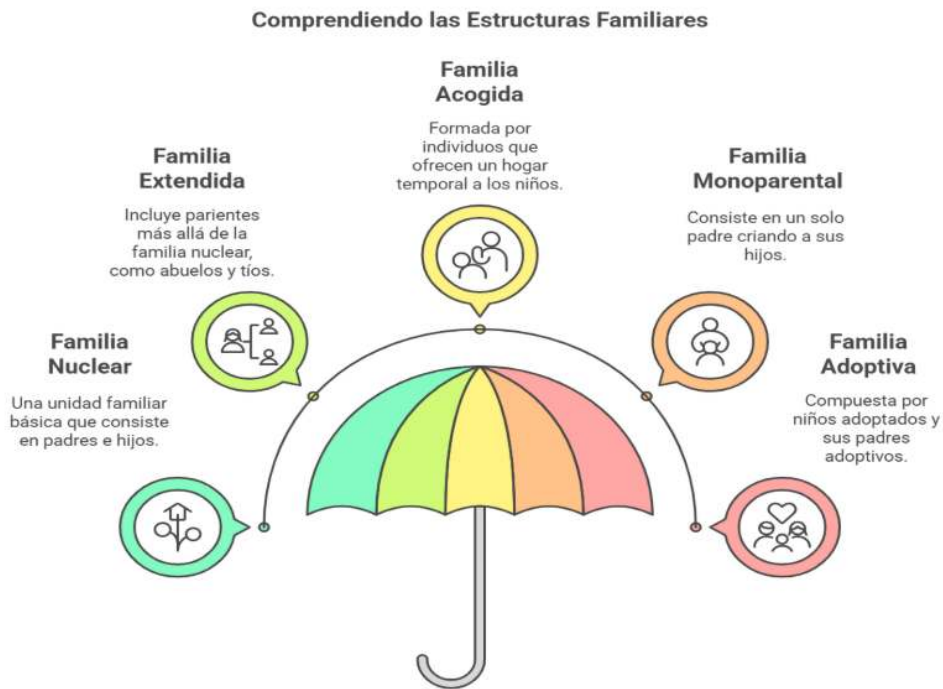 Comprendiendo las Estructuras Familiares
Familia
Acogida
Formada por
individuos que
ofrecen un hogar
temporal a los niños.
Familia
Extendida
Incluye parientes
más allá de la
familia nuclear,
como abuelos y tíos.
Familia
Monoparental
Consiste en un solo
padre criando a sus
hijos.
Familia
Nuclear
Una unidad familiar
básica que consiste
en padres e hijos.
Familia
Adoptiva
Compuesta por
niños adoptados y
sus padres
adoptivos.